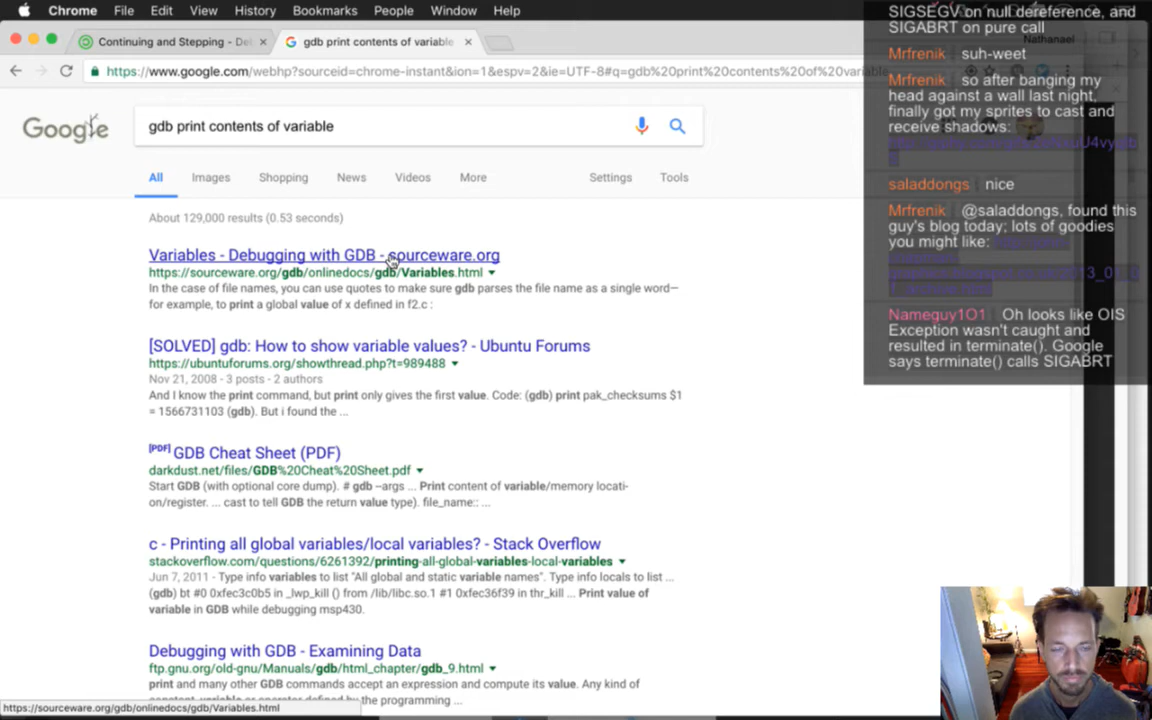 Chrome File Edit View History Bookmarks People Window Help
Continuing and Stepping - De
gdb print contents of variable
Nathanael
https://www.google.com/webhp?sourceid=chrome-instant&ion=1&espv=2&ie=UTF-8#q=gdb%20print%20contents%20of%20variable
Google
gdb print contents of variable
All Images Shopping News Videos More Settings Tools
About 129,000 results (0.53 seconds)
Variables - Debugging with GDB - sourceware.org
https://sourceware.org/gdb/onlinedocs/gdb/Variables.html
In the case of file names, you can use quotes to make sure gdb parses the file name as a single word—
for example, to print a global value of x defined in f2.c :
[SOLVED] gdb: How to show variable values? - Ubuntu Forums
https://ubuntuforums.org/showthread.php?t=989488
Nov 21, 2008 - 3 posts - 2 authors
And I know the print command, but print only gives the first value. Code: (gdb) print pak_checksums $1
= 1566731103 (gdb). But i found the ...
[PDF] GDB Cheat Sheet (PDF)
darkdust.net/files/GDB%20Cheat%20Sheet.pdf
Start GDB (with optional core dump). # gdb --args ... Print content of variable/memory locati-
on/register. ... cast to tell GDB the return value type). file_name:: ...
c - Printing all global variables/local variables? - Stack Overflow
stackoverflow.com/questions/6261392/printing-all-global-variables-local-variables
Jun 7, 2011 - Type info variables to list "All global and static variable names". Type info locals to list ...
(gdb) bt #0 0xfec3c0b5 in _lwp_kill () from /lib/libc.so.1 #1 0xfec36f39 in thr_kill ... Print value of
variable in GDB while debugging msp430.
Debugging with GDB - Examining Data
ftp.gnu.org/old-gnu/Manuals/gdb/html_chapter/gdb_9.html
print and many other GDB commands accept an expression and compute its value. Any kind of
constant, variable or operator defined by the programming ...
https://sourceware.org/gdb/onlinedocs/gdb/Variables.html
SIGSEGV on null dereference, and
SIGABRT on pure call
Mrfrenik suh-weet
Mrfrenik so after banging my
head against a wall last night,
finally got my sprites to cast and
receive shadows:
saladdongs nice
Mrfrenik @saladdongs, found this
guy's blog today; lots of goodies
you might like:
Nameguy1O1 Oh looks like OIS
Exception wasn't caught and
resulted in terminate(). Google
says terminate() calls SIGABRT